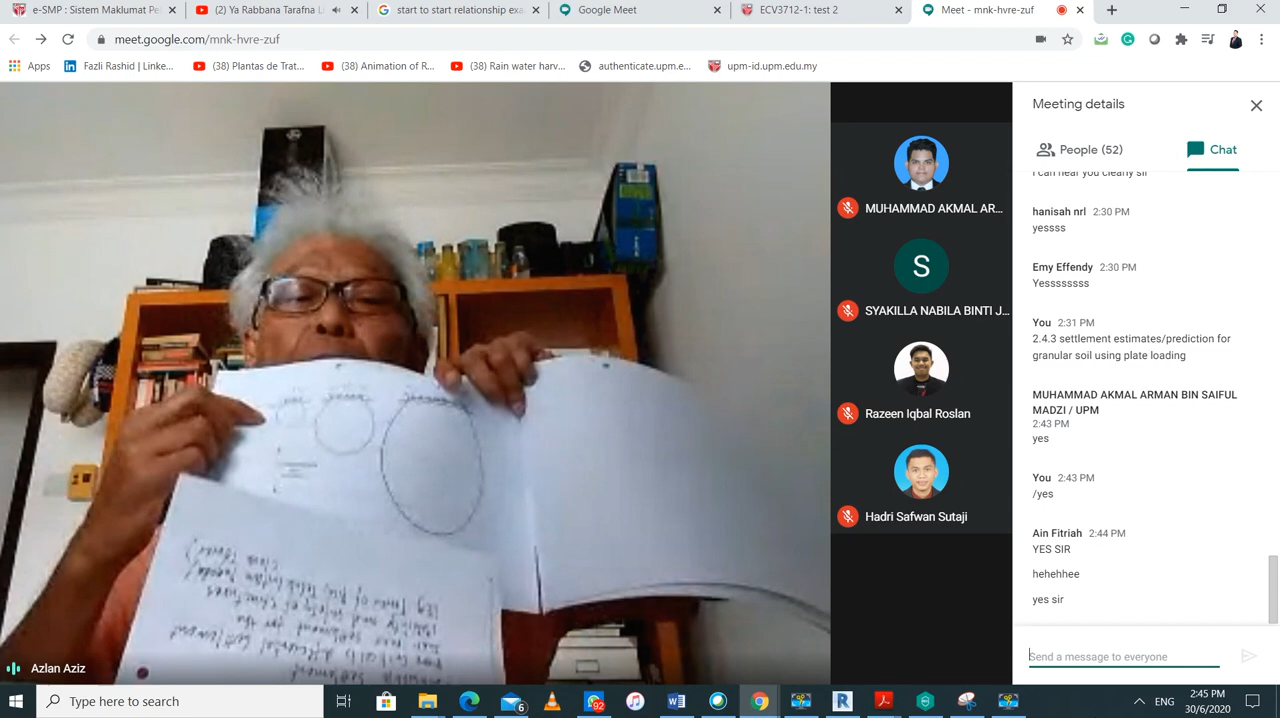 e-SMP : Sistem Maklumat Pe
(2) Ya Rabbana Tarafna Li
start to start relationship exa
Google Meet
ECV3712-1: test 2
Meet - mnk-hvre-zuf
meet.google.com/mnk-hvre-zuf
Apps
Fazli Rashid | Linke...
(38) Plantas de Trat...
(38) Animation of R...
(38) Rain water harv...
authenticate.upm.e...
upm-id.upm.edu.my
Azlan Aziz
MUHAMMAD AKMAL AR...
S
SYAKILLA NABILA BINTI J...
Razeen Iqbal Roslan
Hadri Safwan Sutaji
Meeting details
People (52)
Chat
I can hear you clearly sir
hanisah nrl 2:30 PM
yessss
Emy Effendy 2:30 PM
Yessssssss
You 2:31 PM
2.4.3 settlement estimates/prediction for
granular soil using plate loading
MUHAMMAD AKMAL ARMAN BIN SAIFUL
MADZI / UPM
2:43 PM
yes
You 2:43 PM
/yes
Ain Fitriah 2:44 PM
YES SIR
hehehhee
yes sir
Send a message to everyone
Type here to search
6
92
ENG
2:45 PM
30/6/2020